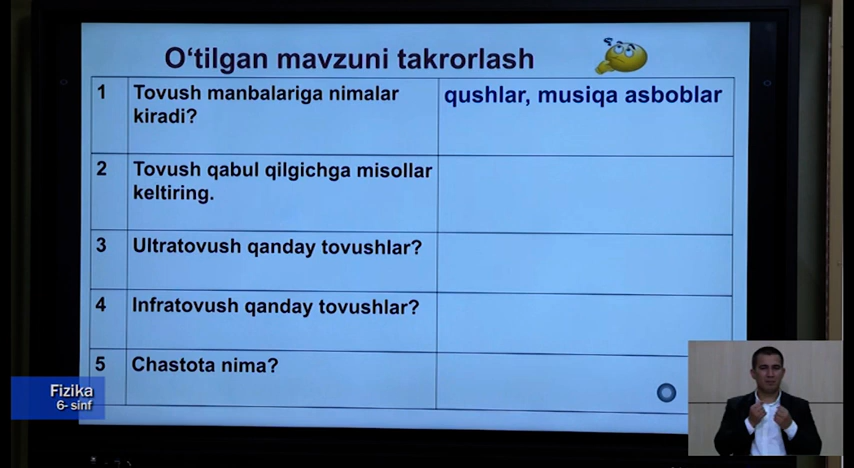 O‘tilgan mavzuni takrorlash
1 Tovush manbalariga nimalar qushlar, musiqa asboblar
kiradi?
2 Tovush qabul qilgichga misollar
keltiring.
3 Ultratovush qanday tovushlar?
4 Infratovush qanday tovushlar?
5 Chastota nima?
Fizika
6- sinf